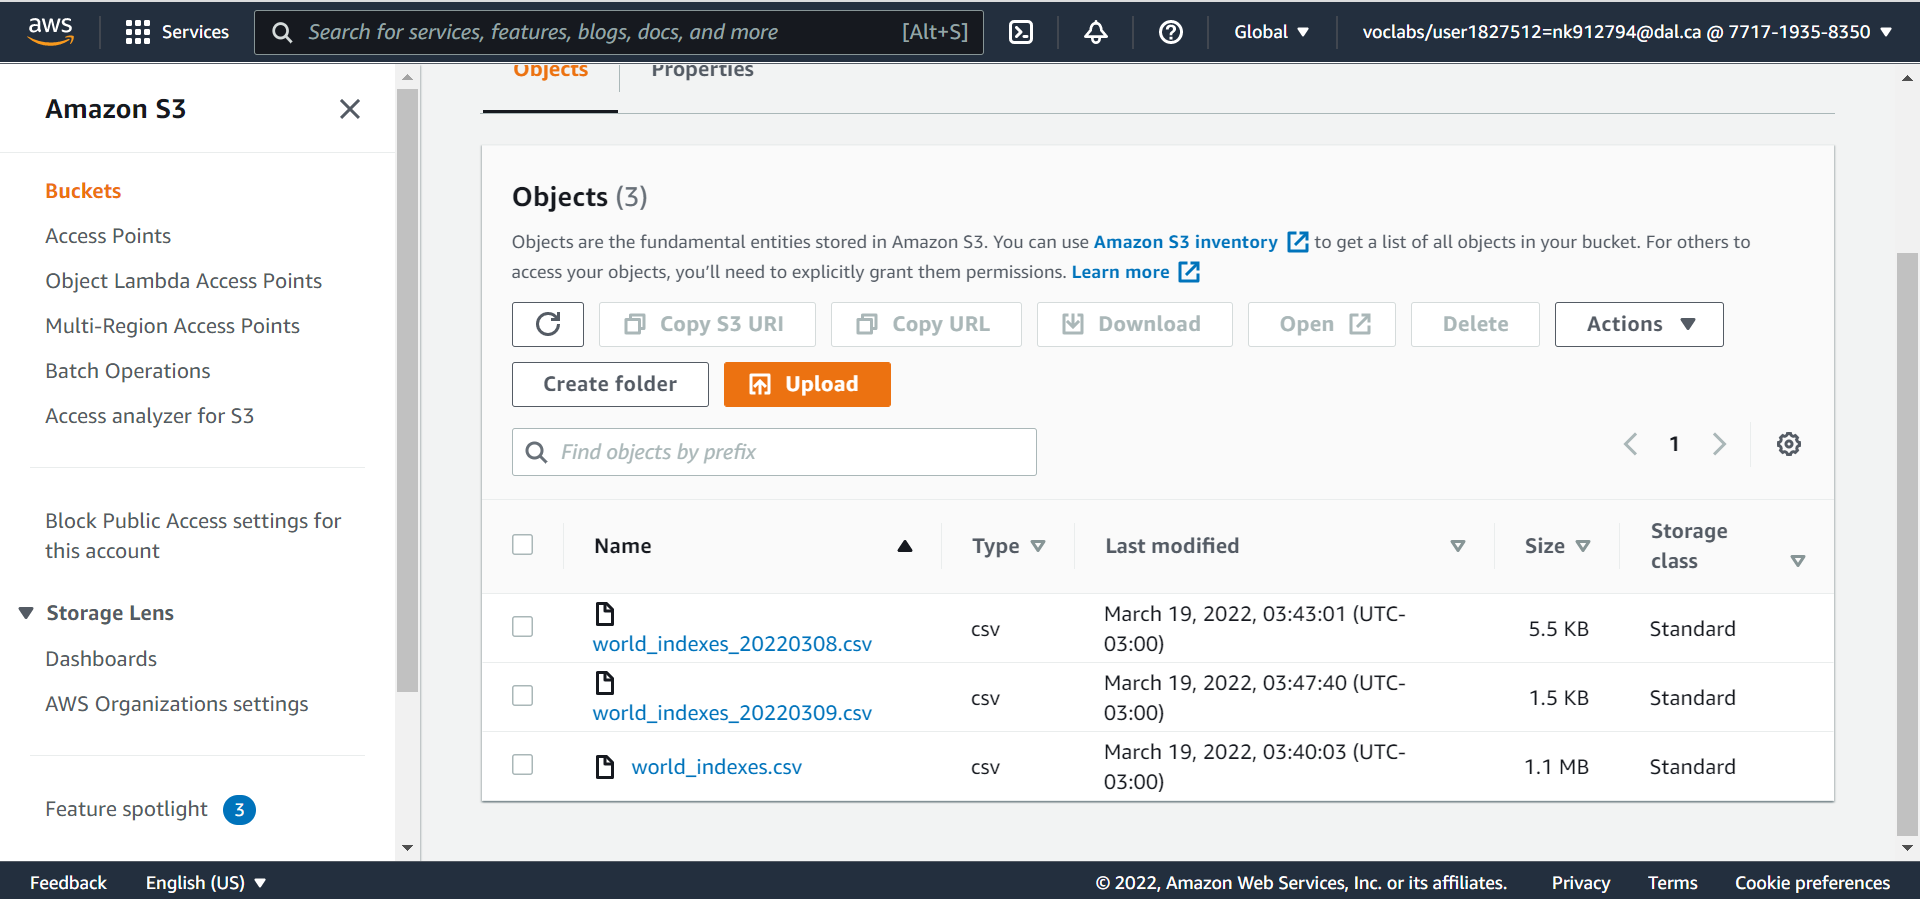 aws
Services
Search for services, features, blogs, docs, and more
[Alt+S]
Global
voclabs/user1827512=nk912794@dal.ca @ 7717-1935-8350
Amazon S3
Buckets
Access Points
Object Lambda Access Points
Multi-Region Access Points
Batch Operations
Access analyzer for S3
Block Public Access settings for
this account
Storage Lens
Dashboards
AWS Organizations settings
Feature spotlight 3
Objects
Properties
Objects (3)
Objects are the fundamental entities stored in Amazon S3. You can use Amazon S3 inventory to get a list of all objects in your bucket. For others to
access your objects, you'll need to explicitly grant them permissions. Learn more
Copy S3 URI
Copy URL
Download
Open
Delete
Actions
Create folder
Upload
Find objects by prefix
1
Name
Type
Last modified
Size
Storage
class
world_indexes_20220308.csv
csv
March 19, 2022, 03:43:01 (UTC-
03:00)
5.5 KB
Standard
world_indexes_20220309.csv
csv
March 19, 2022, 03:47:40 (UTC-
03:00)
1.5 KB
Standard
world_indexes.csv
csv
March 19, 2022, 03:40:03 (UTC-
03:00)
1.1 MB
Standard
Feedback
English (US)
© 2022, Amazon Web Services, Inc. or its affiliates.
Privacy
Terms
Cookie preferences